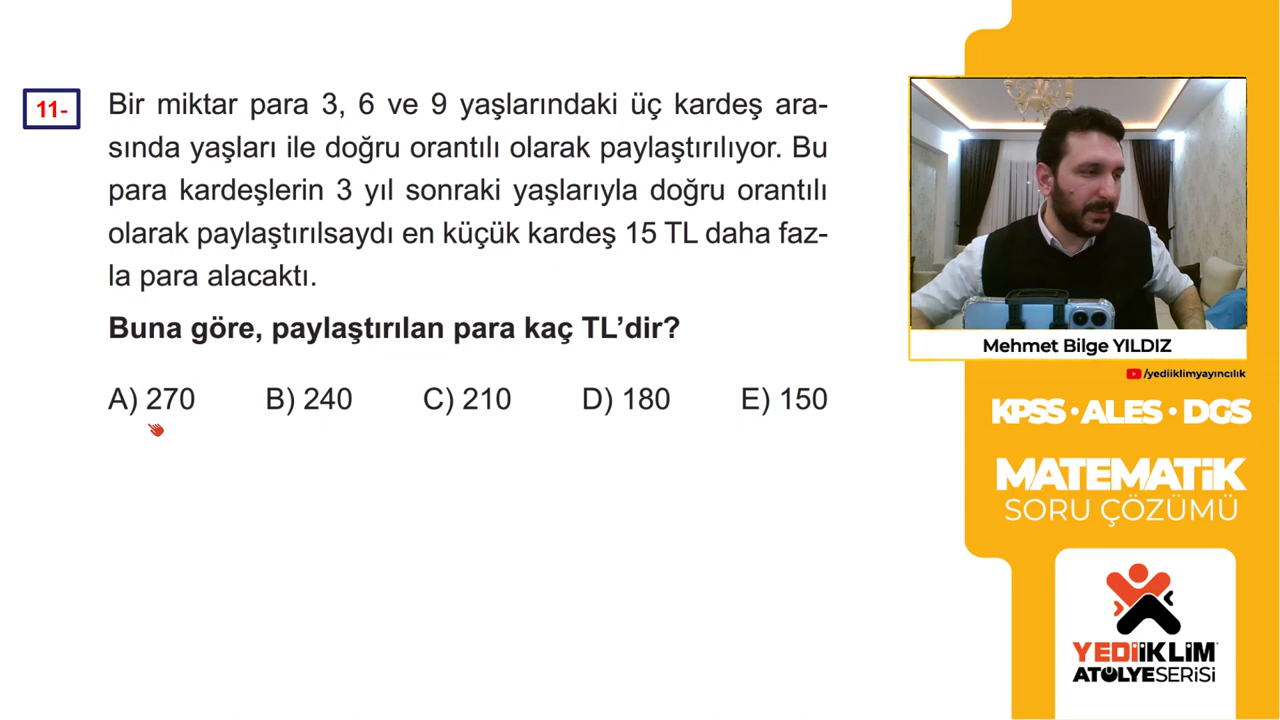 11-
Bir miktar para 3, 6 ve 9 yaşlarındaki üç kardeş ara-
sında yaşları ile doğru orantılı olarak paylaştırılıyor. Bu
para kardeşlerin 3 yıl sonraki yaşlarıyla doğru orantılı
olarak paylaştırılsaydı en küçük kardeş 15 TL daha faz-
la para alacaktı.
Buna göre, paylaştırılan para kaç TL’dir?
A) 270 B) 240 C) 210 D) 180 E) 150
Mehmet Bilge YILDIZ
/yediiklimyayıncılık
KPSS • ALES • DGS
MATEMATİK
SORU ÇÖZÜMÜ
YEDİİKLİM
ATÖLYESERİSİ